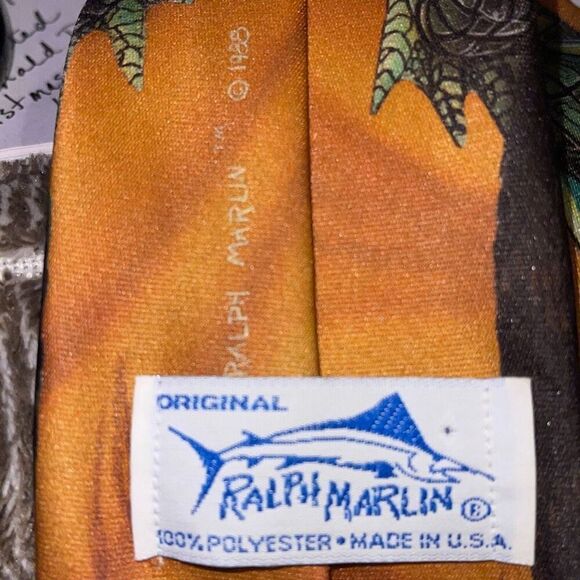 RALPH MARLIN ™ © 1988
ORIGINAL
RALPH MARLIN ®
100% POLYESTER • MADE IN U.S.A.